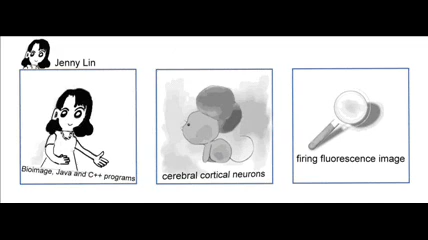 Jenny Lin
Bioimage, Java and C++ programs
cerebral cortical neurons
firing fluorescence image